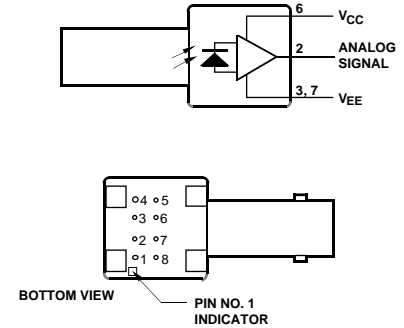 6
VCC
2
ANALOG
SIGNAL
3, 7
VEE
4 5
3 6
2 7
1 8
BOTTOM VIEW
PIN NO. 1
INDICATOR